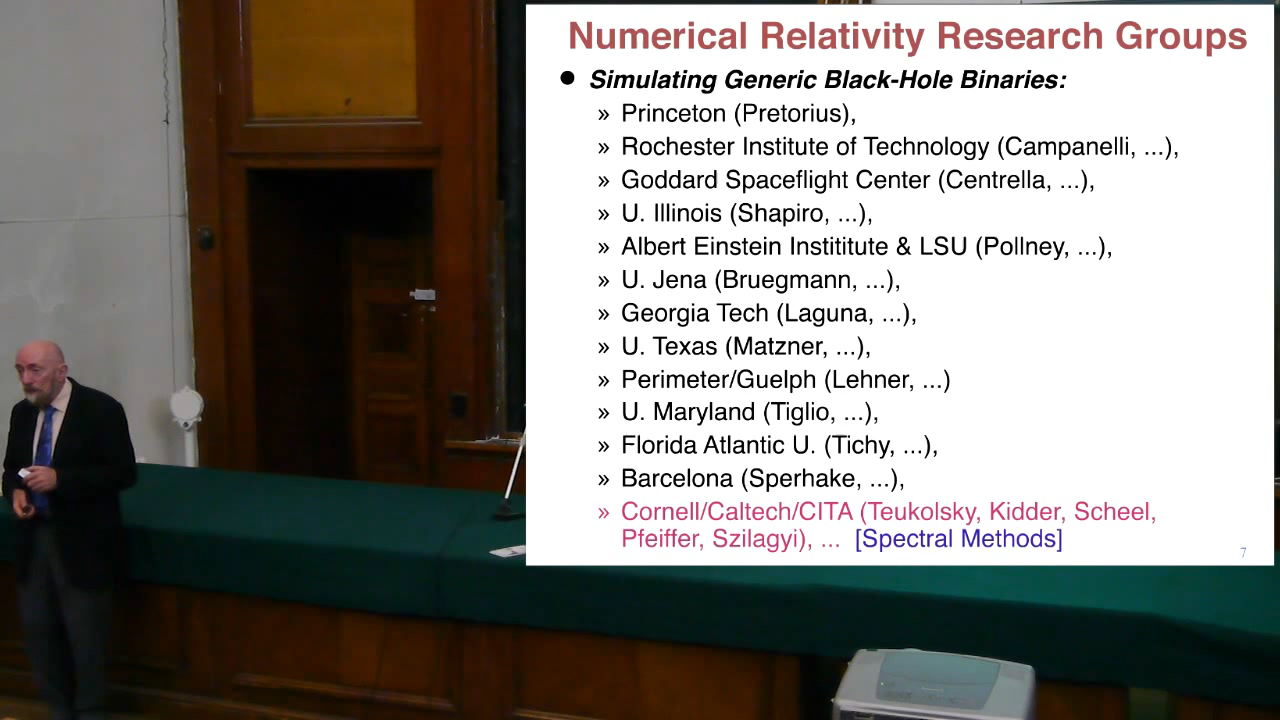 Numerical Relativity Research Groups
● Simulating Generic Black-Hole Binaries:
» Princeton (Pretorius),
» Rochester Institute of Technology (Campanelli, ...),
» Goddard Spaceflight Center (Centrella, ...),
» U. Illinois (Shapiro, ...),
» Albert Einstein Instititute & LSU (Pollney, ...),
» U. Jena (Bruegmann, ...),
» Georgia Tech (Laguna, ...),
» U. Texas (Matzner, ...),
» Perimeter/Guelph (Lehner, ...)
» U. Maryland (Tiglio, ...),
» Florida Atlantic U. (Tichy, ...),
» Barcelona (Sperhake, ...),
» Cornell/Caltech/CITA (Teukolsky, Kidder, Scheel,
Pfeiffer, Szilagyi), ... [Spectral Methods]
7